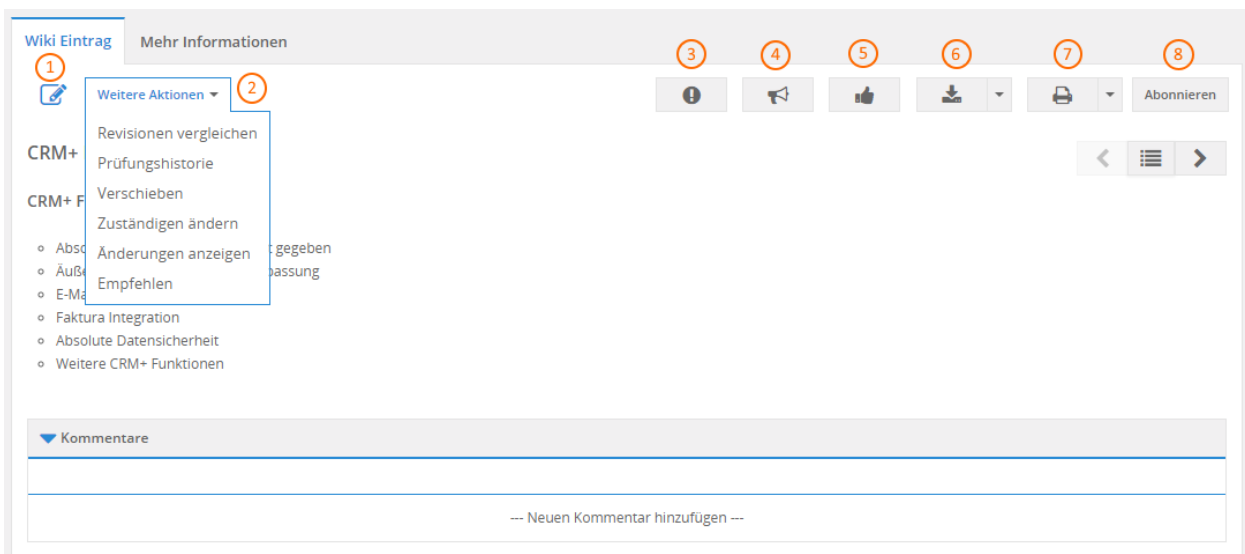 Wiki Eintrag Mehr Informationen
1 2 3 4 5 6 7 8
Weitere Aktionen Abonnieren
Revisionen vergleichen
CRM+ Prüfungshistorie
Verschieben
CRM+ F
Zuständigen ändern
Änderungen anzeigen t gegeben
Empfehlen
Faktura Integration
Absolute Datensicherheit
Weitere CRM+ Funktionen
Kommentare
--- Neuen Kommentar hinzufügen ---